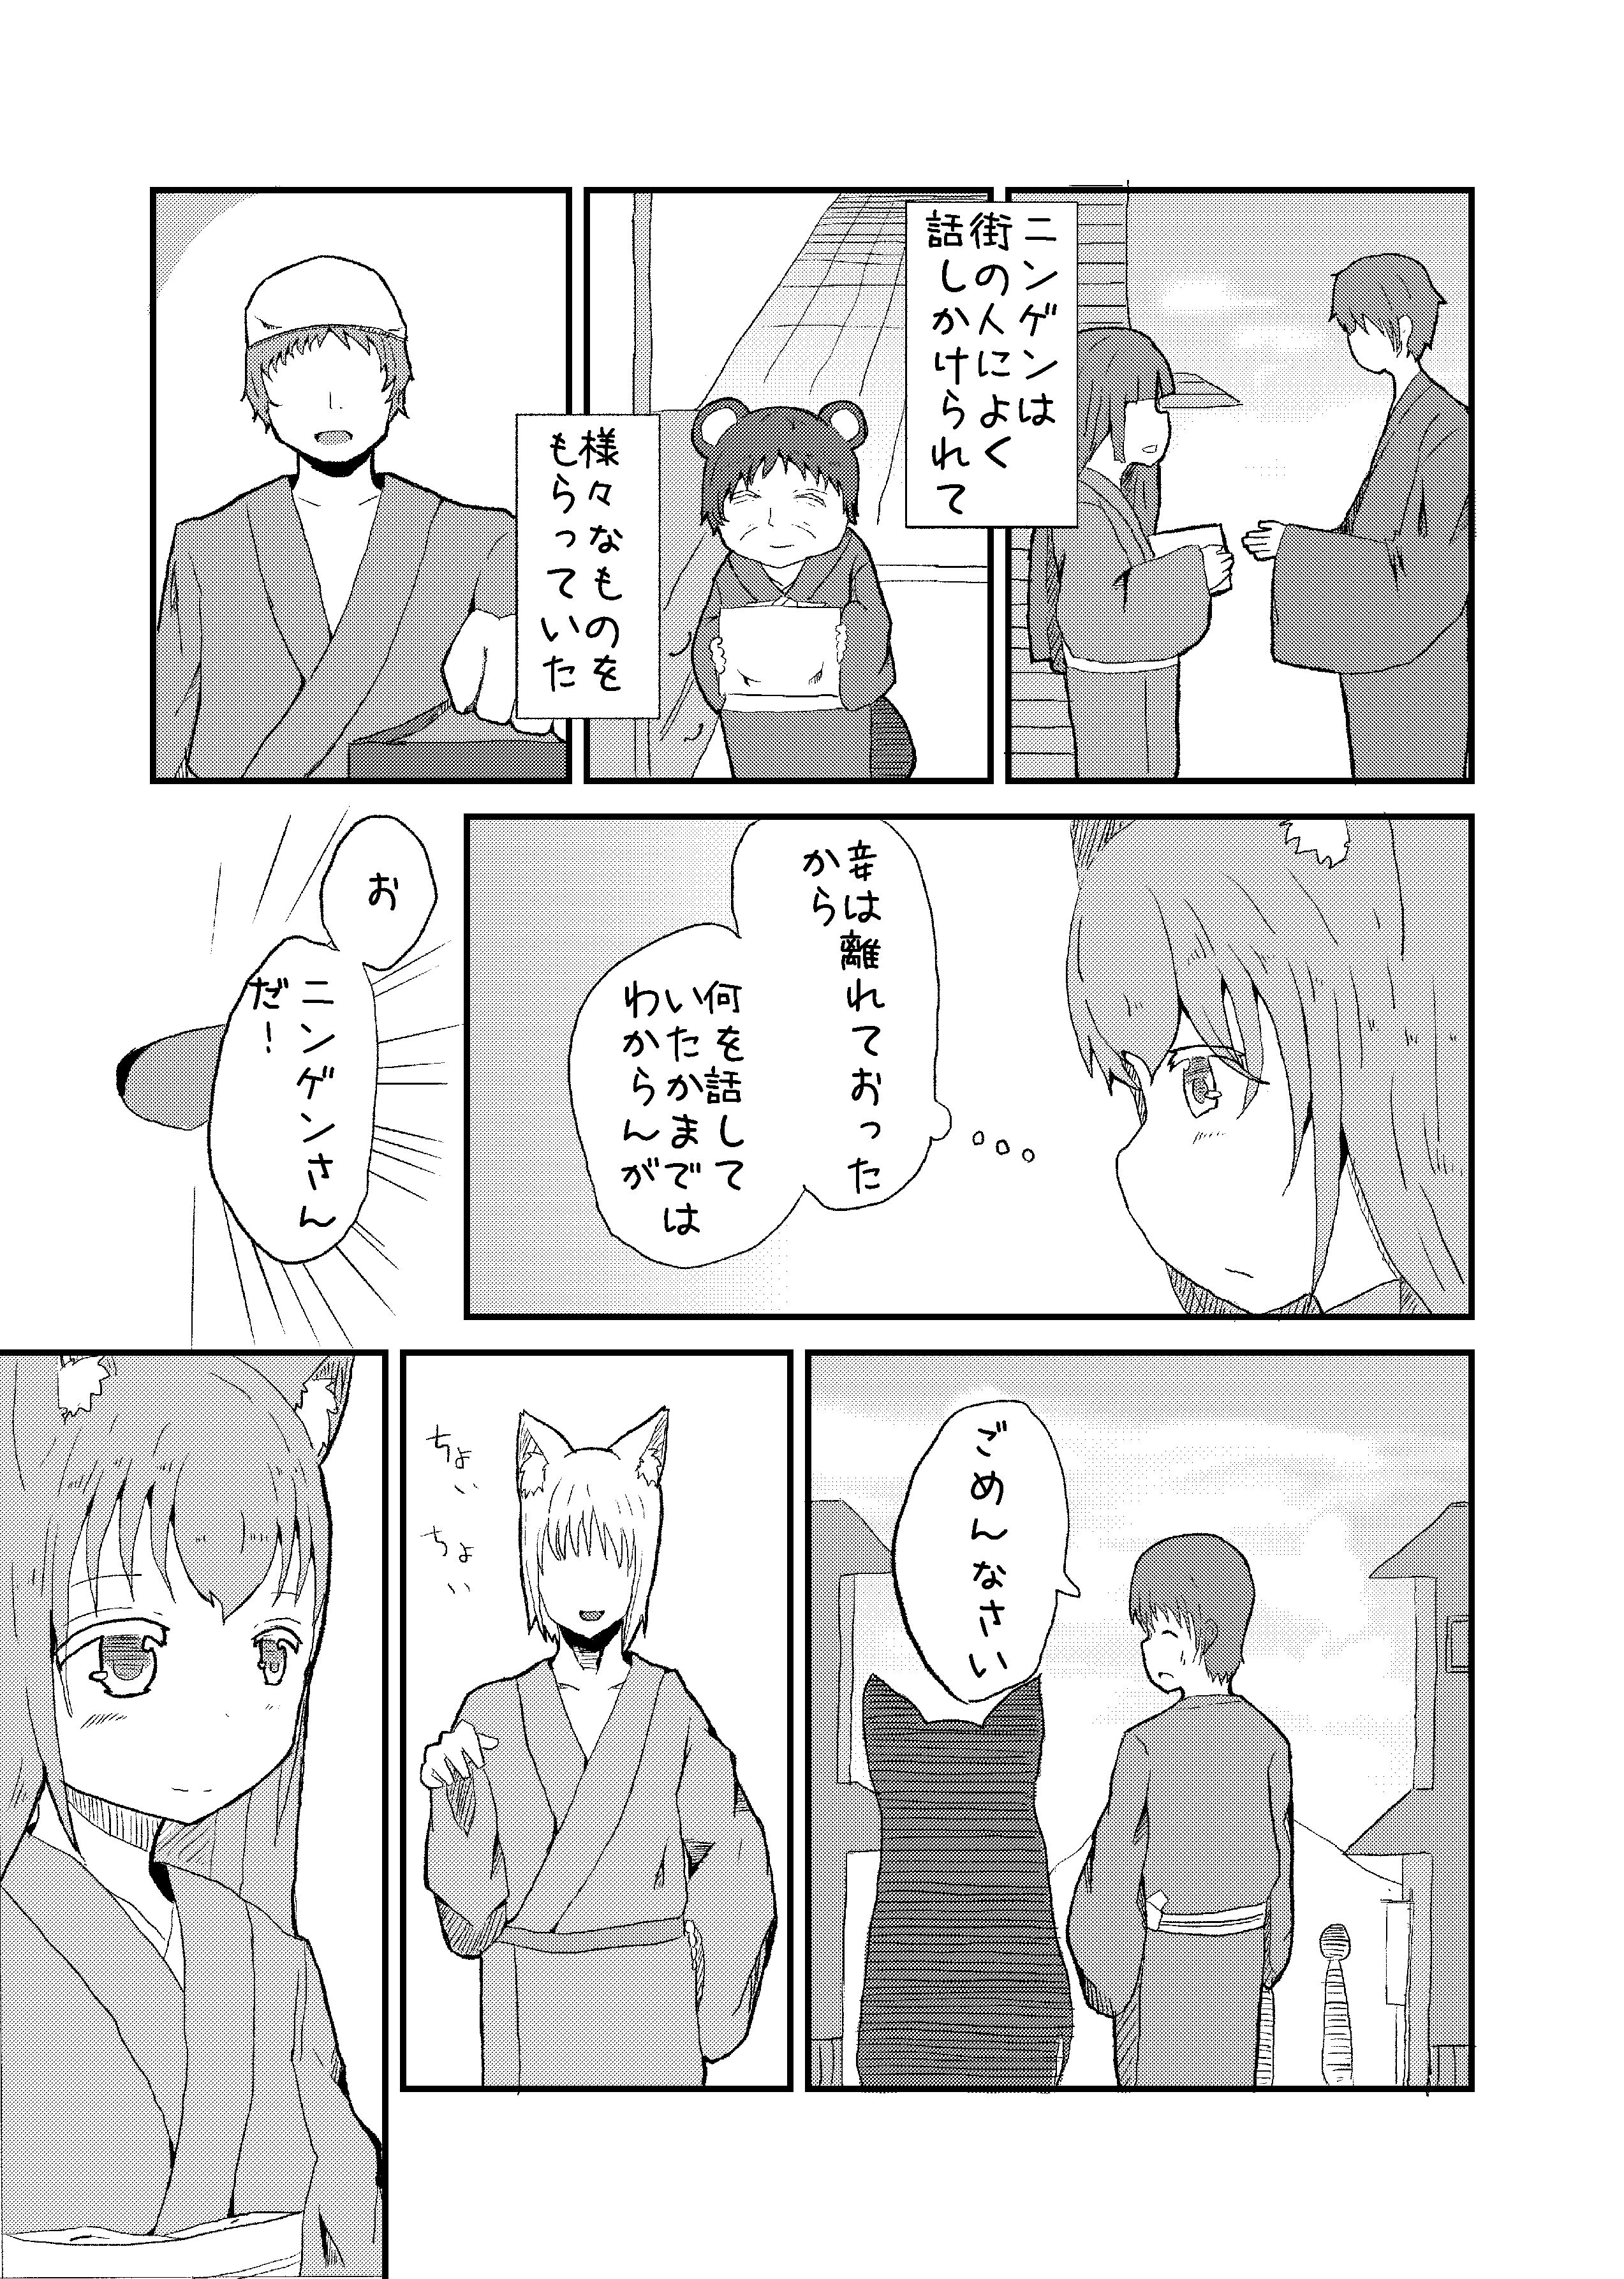 ニンゲンは
街の人によく
話しかけられて
様々なものを
もらっていた
妾は離れておった
から
何を話して
いたかまでは
わからんが
お
ニンゲンさん
だ!
ごめんなさい
ちょい
ちょい